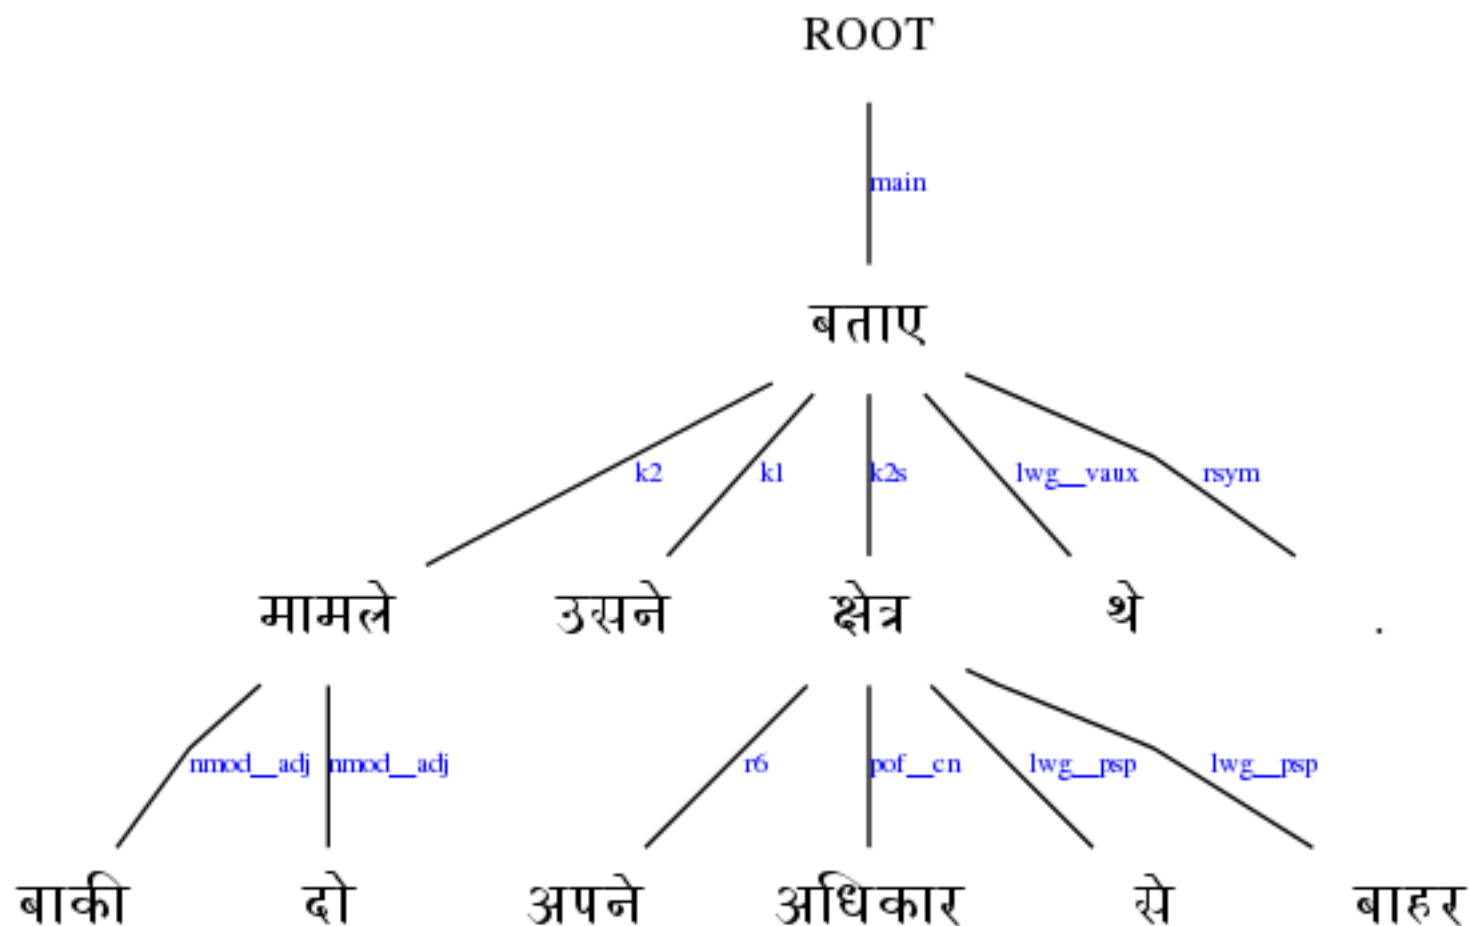 ROOT
main
बताए
k2 k1 k2s lwg__vaux rsym
मामले उसने क्षेत्र थे .
nmod__adj nmod__adj r6 pof__cn lwg__psp lwg__psp
बाकी दो अपने अधिकार से बाहर